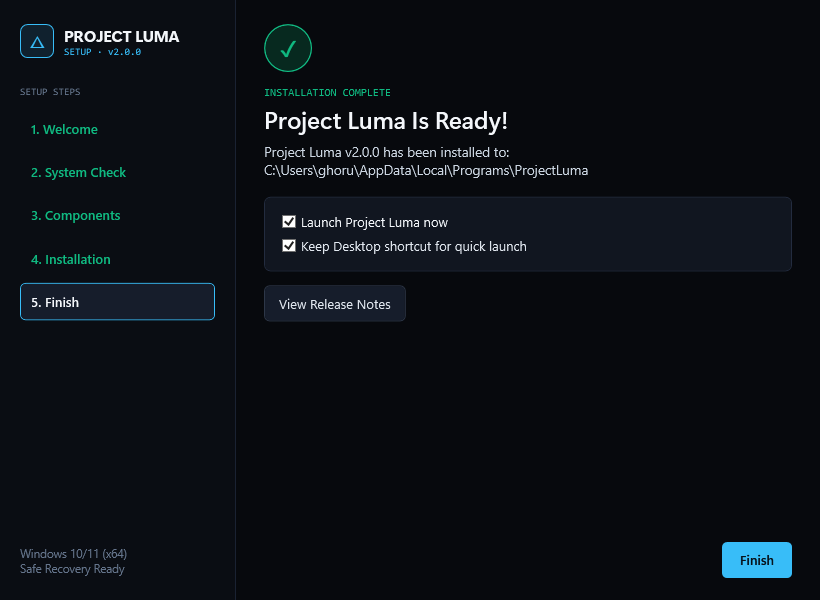 PROJECT LUMA
SETUP · v2.0.0
SETUP STEPS
1. Welcome
2. System Check
3. Components
4. Installation
5. Finish
Windows 10/11 (x64)
Safe Recovery Ready
INSTALLATION COMPLETE
Project Luma Is Ready!
Project Luma v2.0.0 has been installed to:
C:\Users\ghoru\AppData\Local\Programs\ProjectLuma
Launch Project Luma now
Keep Desktop shortcut for quick launch
View Release Notes
Finish